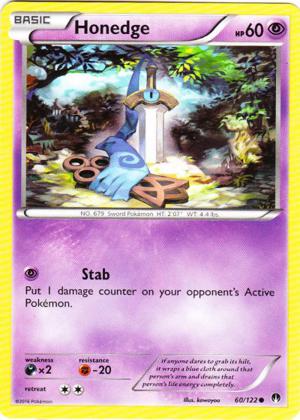 BASIC
Honedge HP60
NO. 679 Sword Pokémon HT: 2'07" WT: 4.4 lbs.
Stab
Put 1 damage counter on your opponent's Active
Pokémon.
weakness resistance
×2 -20
retreat
If anyone dares to grab its hilt,
it wraps a blue cloth around that
person's arm and drains that
person's life energy completely.
©2016 Pokémon illus. kawayoo 60/122